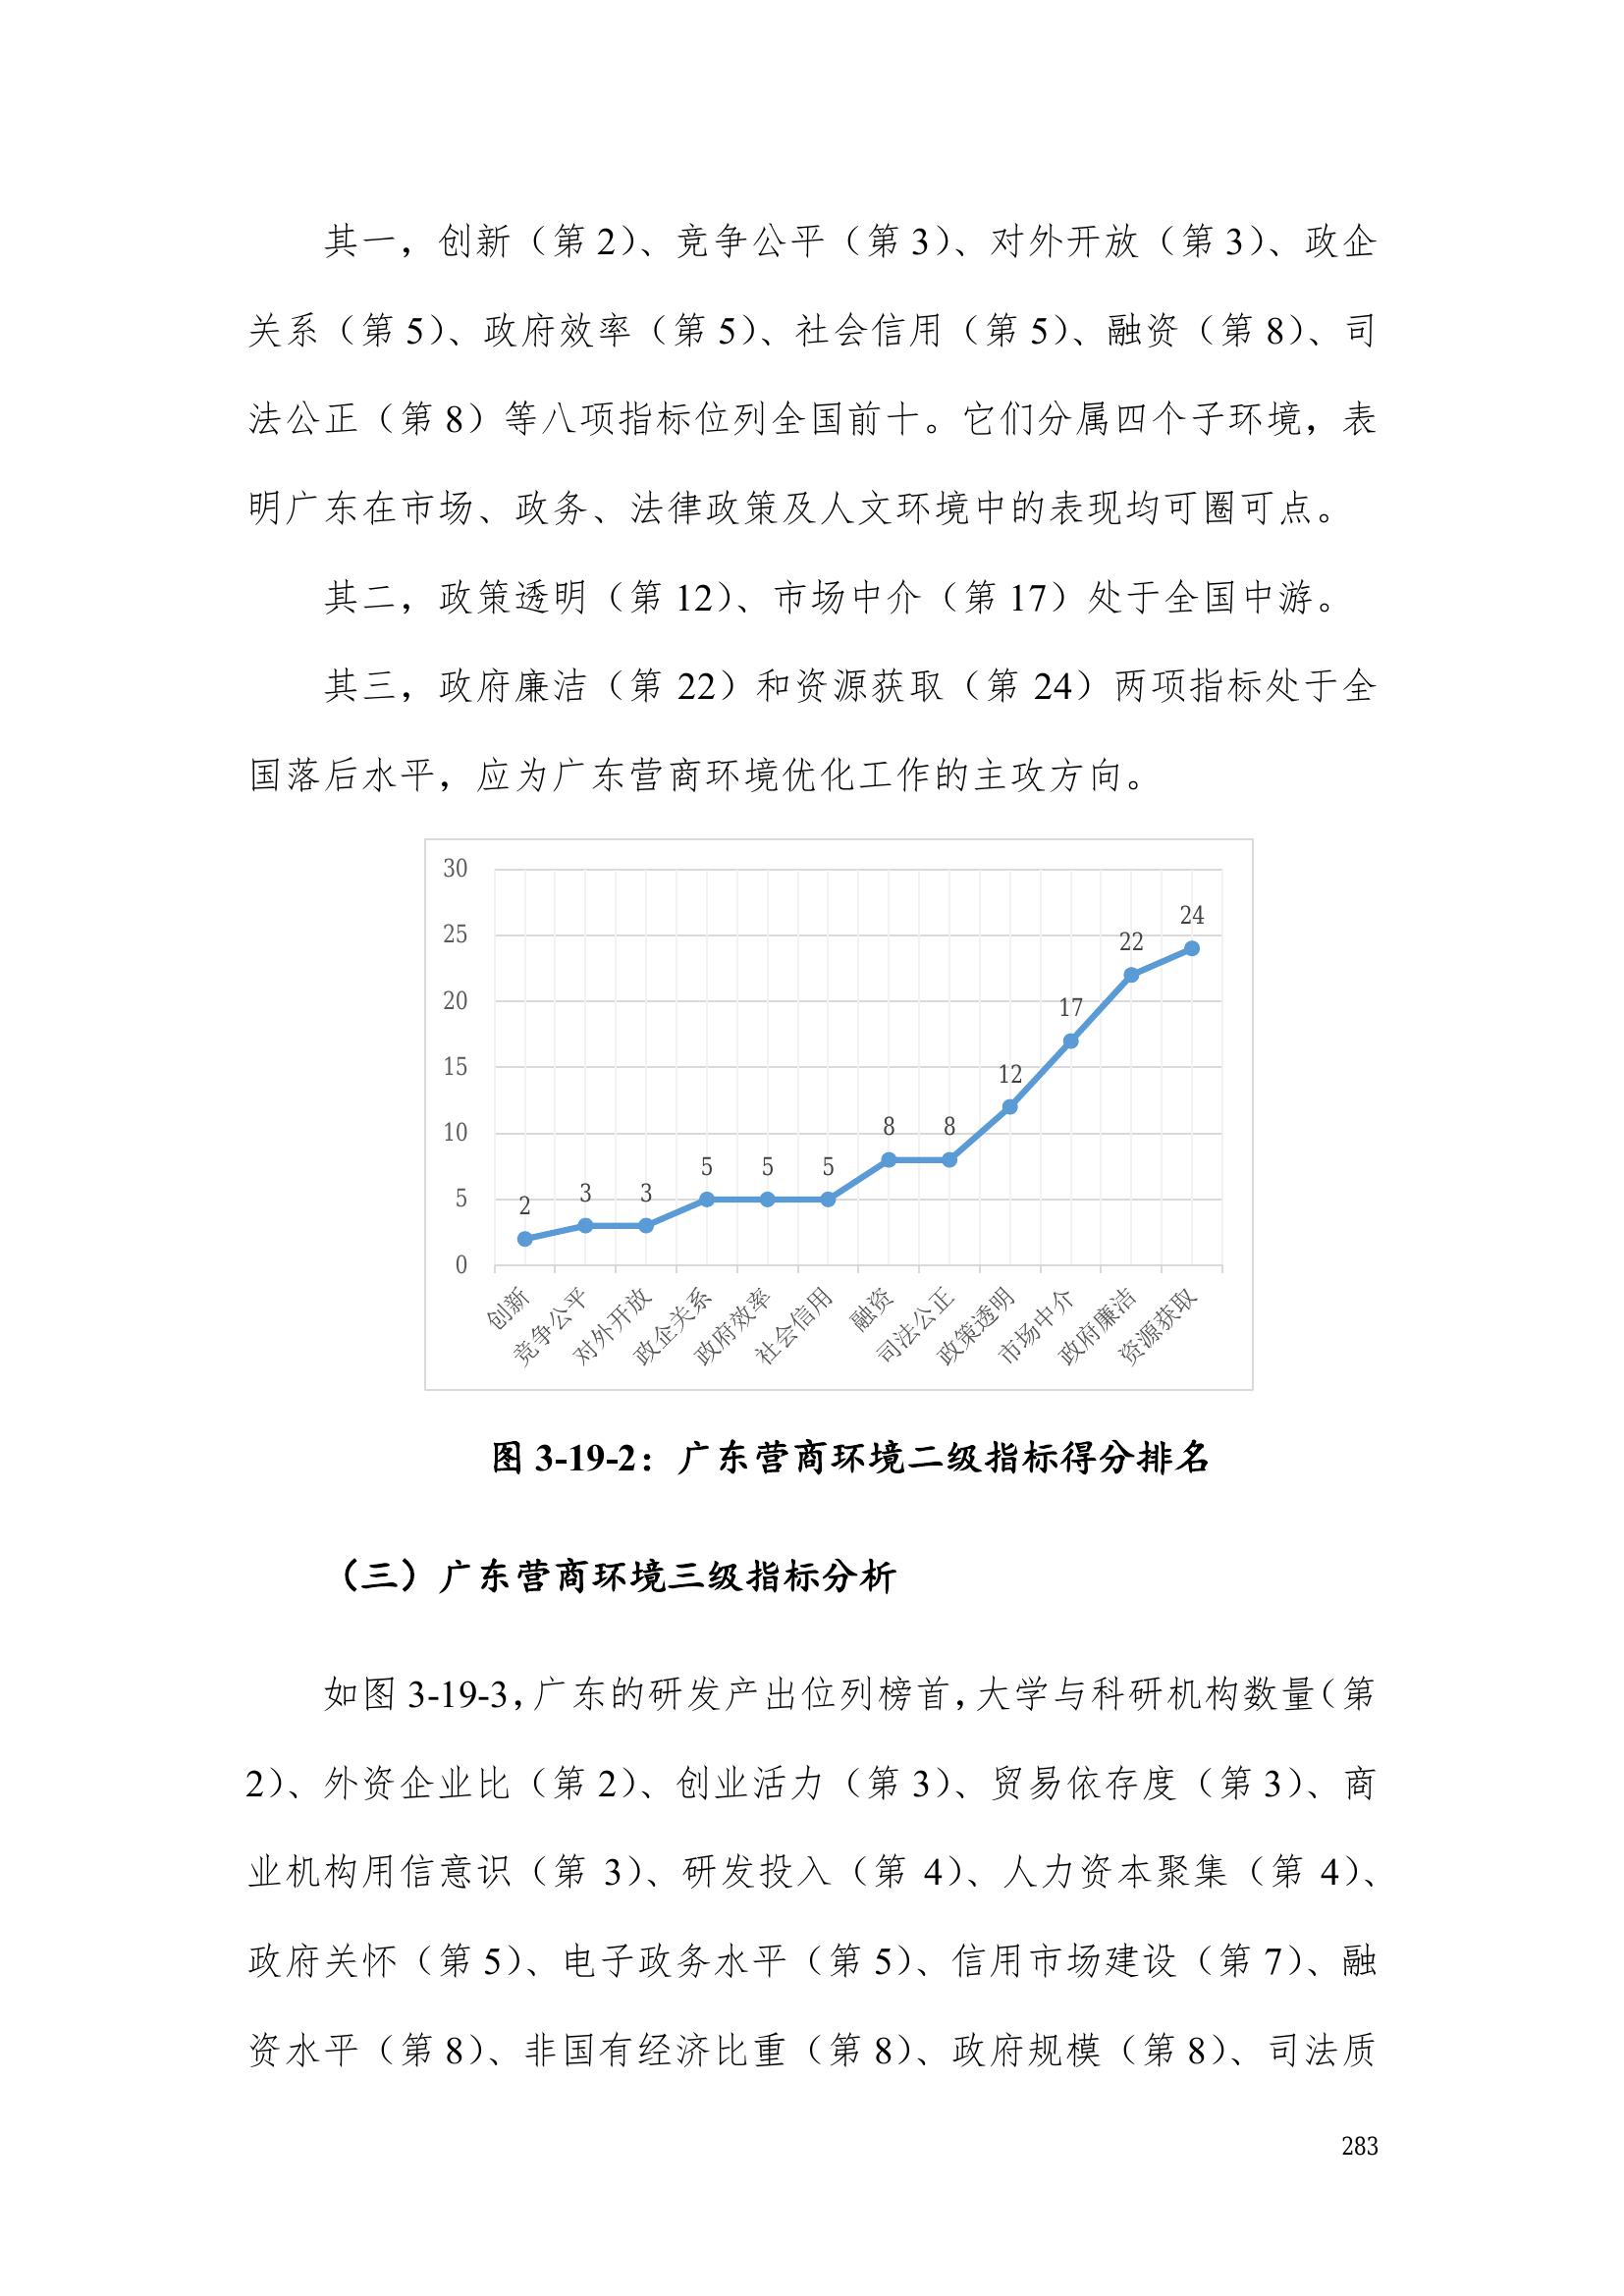 其一，创新（第 2）、竞争公平（第 3）、对外开放（第 3）、政企
关系（第 5）、政府效率（第 5）、社会信用（第 5）、融资（第 8）、司
法公正（第 8）等八项指标位列全国前十。它们分属四个子环境，表
明广东在市场、政务、法律政策及人文环境中的表现均可圈可点。
其二，政策透明（第 12）、市场中介（第 17）处于全国中游。
其三，政府廉洁（第 22）和资源获取（第 24）两项指标处于全
国落后水平，应为广东营商环境优化工作的主攻方向。
30
25
20
15
10
5
0
2
3
3
5
5
5
8
8
12
17
22
24
创新
竞争公平
对外开放
政企关系
政府效率
社会信用
融资
司法公正
政策透明
市场中介
政府廉洁
资源获取
图 3-19-2：广东营商环境二级指标得分排名
（三）广东营商环境三级指标分析
如图 3-19-3，广东的研发产出位列榜首，大学与科研机构数量（第
2）、外资企业比（第 2）、创业活力（第 3）、贸易依存度（第 3）、商
业机构用信意识（第 3）、研发投入（第 4）、人力资本聚集（第 4）、
政府关怀（第 5）、电子政务水平（第 5）、信用市场建设（第 7）、融
资水平（第 8）、非国有经济比重（第 8）、政府规模（第 8）、司法质
283